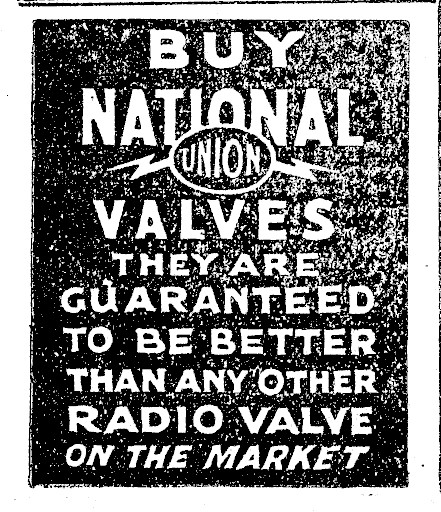 BUY
NATIONAL
UNION
VALVES
THEY ARE
GUARANTEED
TO BE BETTER
THAN ANY OTHER
RADIO VALVE
ON THE MARKET